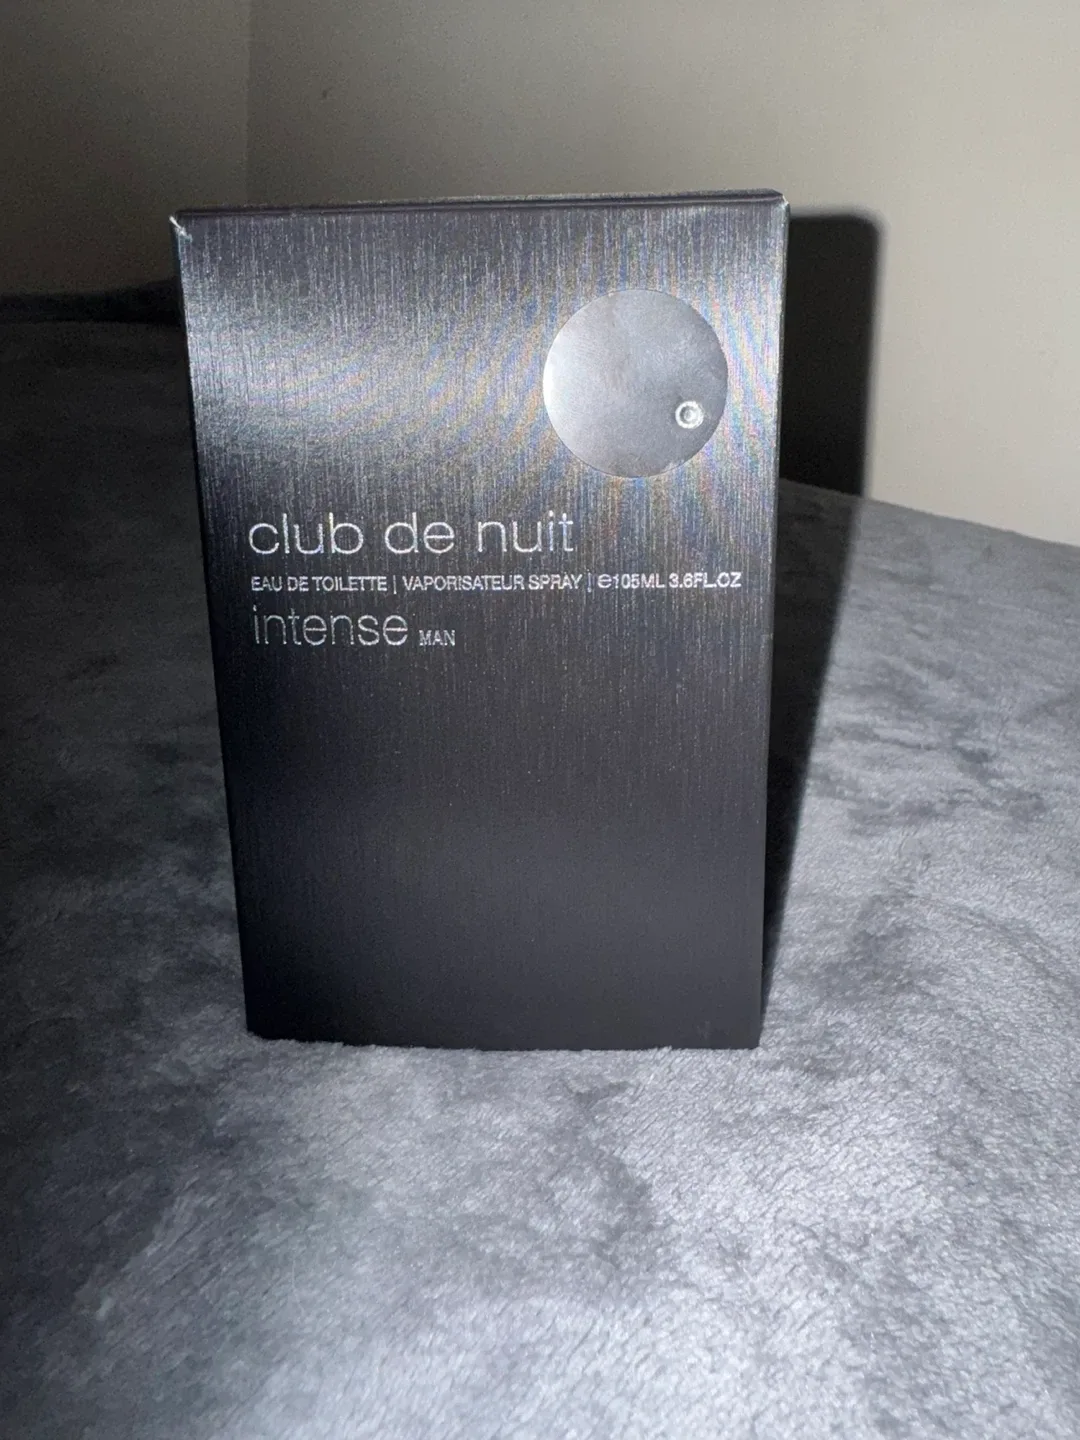 club de nuit
EAU DE TOILETTE | VAPORISATEUR SPRAY | ℮105ML 3.6FL.OZ
intense MAN